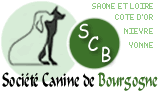 SAONE ET LOIRE
COTE D'OR
NIEVRE
YONNE
SCB
Société Canine de Bourgogne